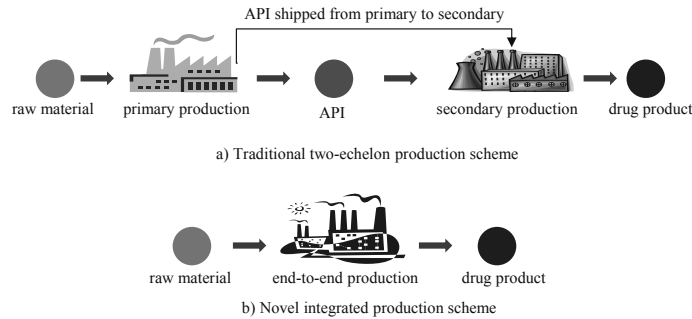 API shipped from primary to secondary
raw material
primary production
API
secondary production
drug product
a) Traditional two-echelon production scheme
raw material
end-to-end production
drug product
b) Novel integrated production scheme